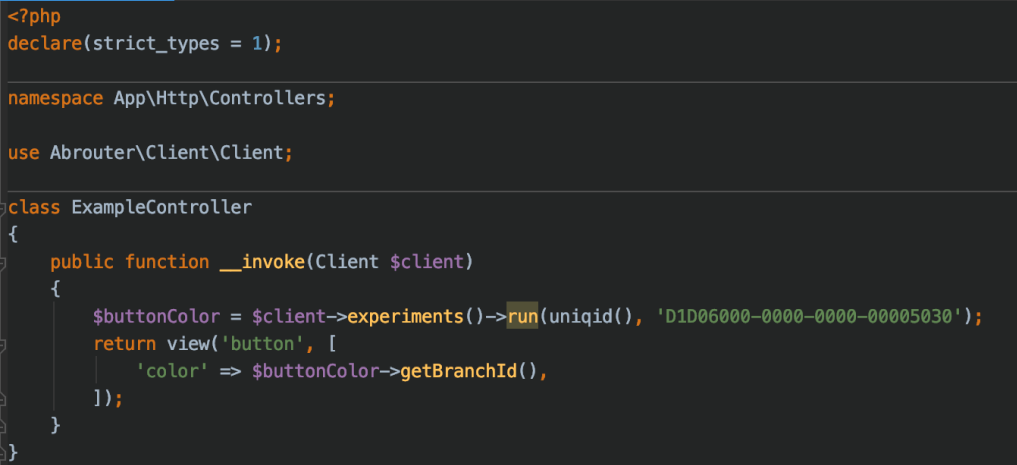 <?php
declare(strict_types = 1);
namespace App\Http\Controllers;
use Abrouter\Client\Client;
class ExampleController
{
    public function __invoke(Client $client)
    {
        $buttonColor = $client->experiments()->run(uniqid(), 'D1D06000-0000-0000-00005030');
        return view('button', [
            'color' => $buttonColor->getBranchId(),
        ]);
    }
}